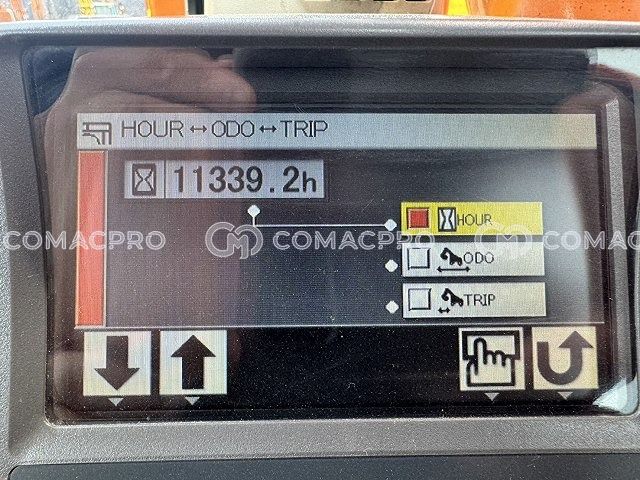 HOUR ↔ ODO ↔ TRIP
11339.2h
HOUR
COMACPRO COMACPRO COMACPRO
ODO
TRIP